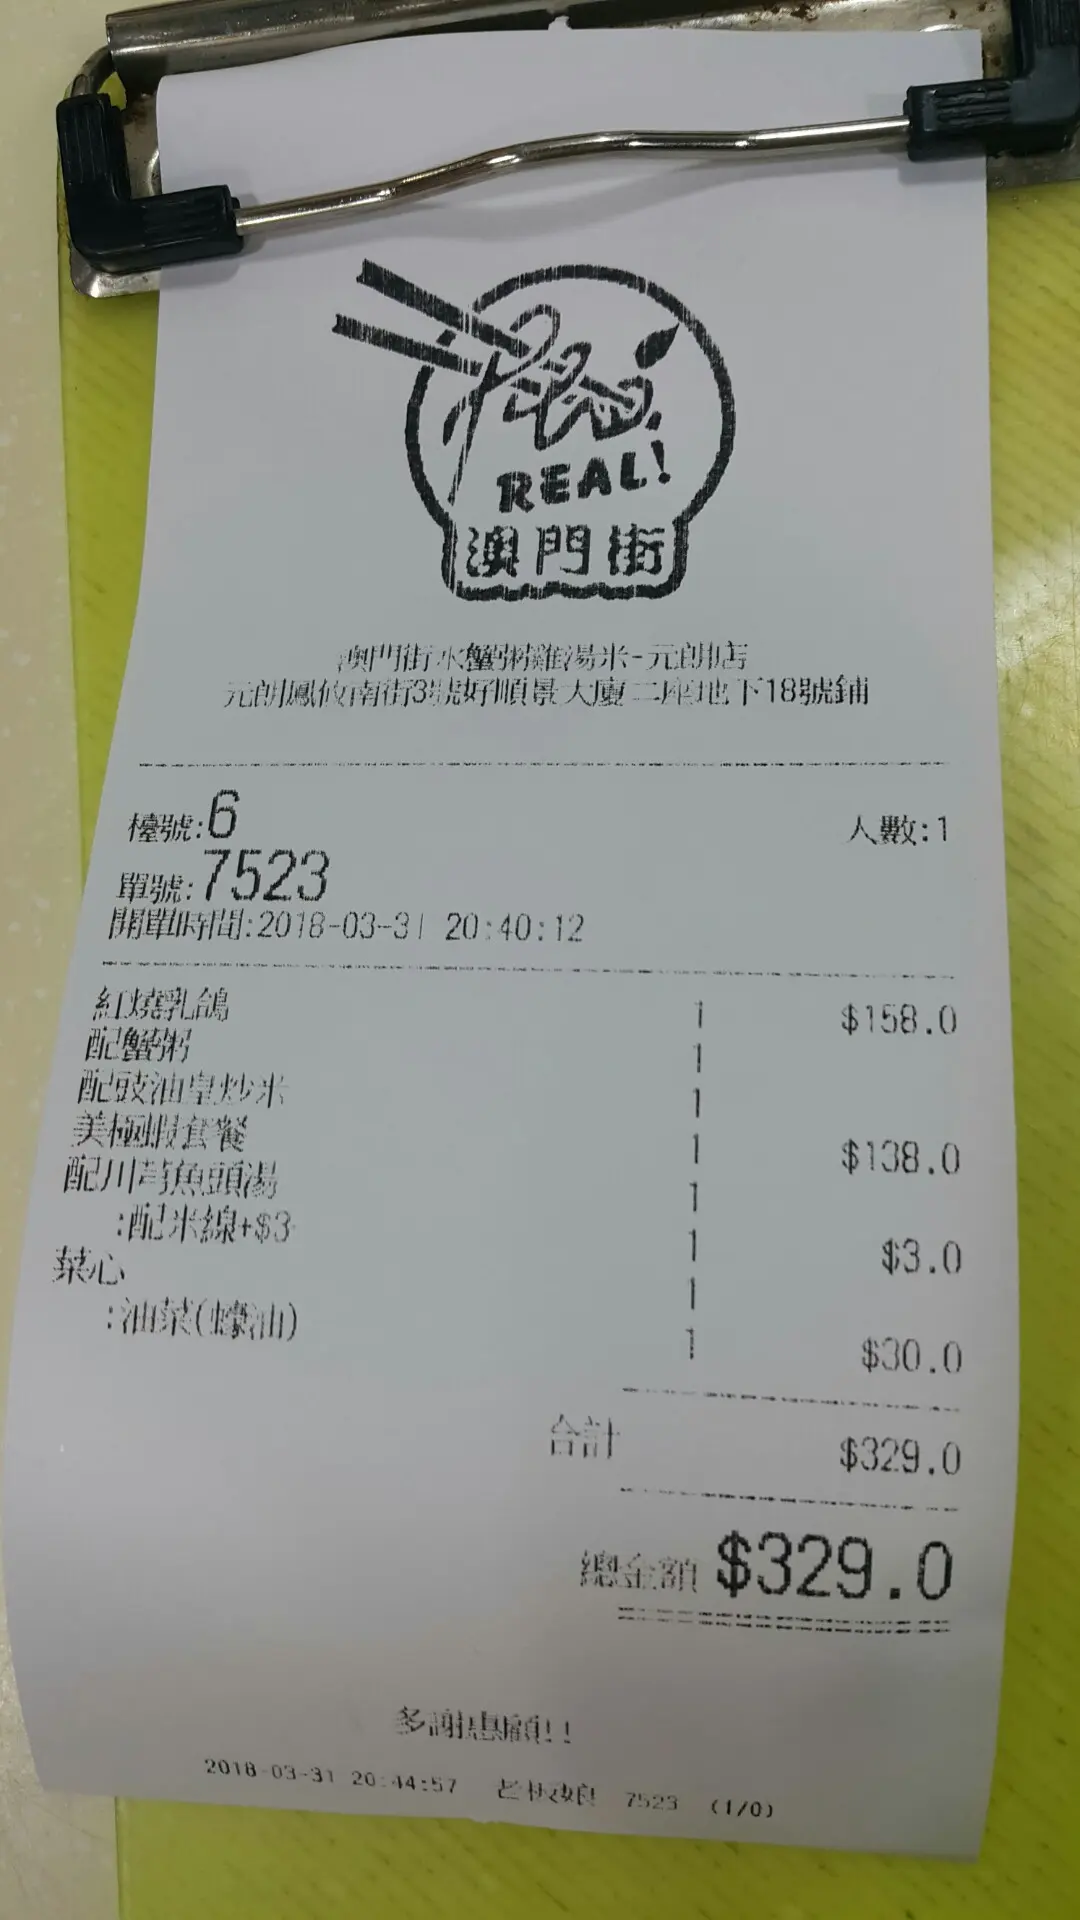 REAL!
澳門街
澳門街水蟹粥雞湯米-元朗店
元朗鳳攸南街3號好順景大廈二座地下18號鋪
檯號:6 人數:1
單號:7523
開單時間:2018-03-31 20:40:12
紅燒乳鴿 1 $158.0
配蟹粥 1
配豉油皇炒米 1
美極蝦套餐 1 $138.0
配川芎魚頭湯 1
:配米線+$3 1 $3.0
菜心 1
:油菜(蠔油) 1 $30.0
合計 $329.0
總金額 $329.0
多謝惠顧!!
2018-03-31 20:44:57 老板娘 7523 (1/0)